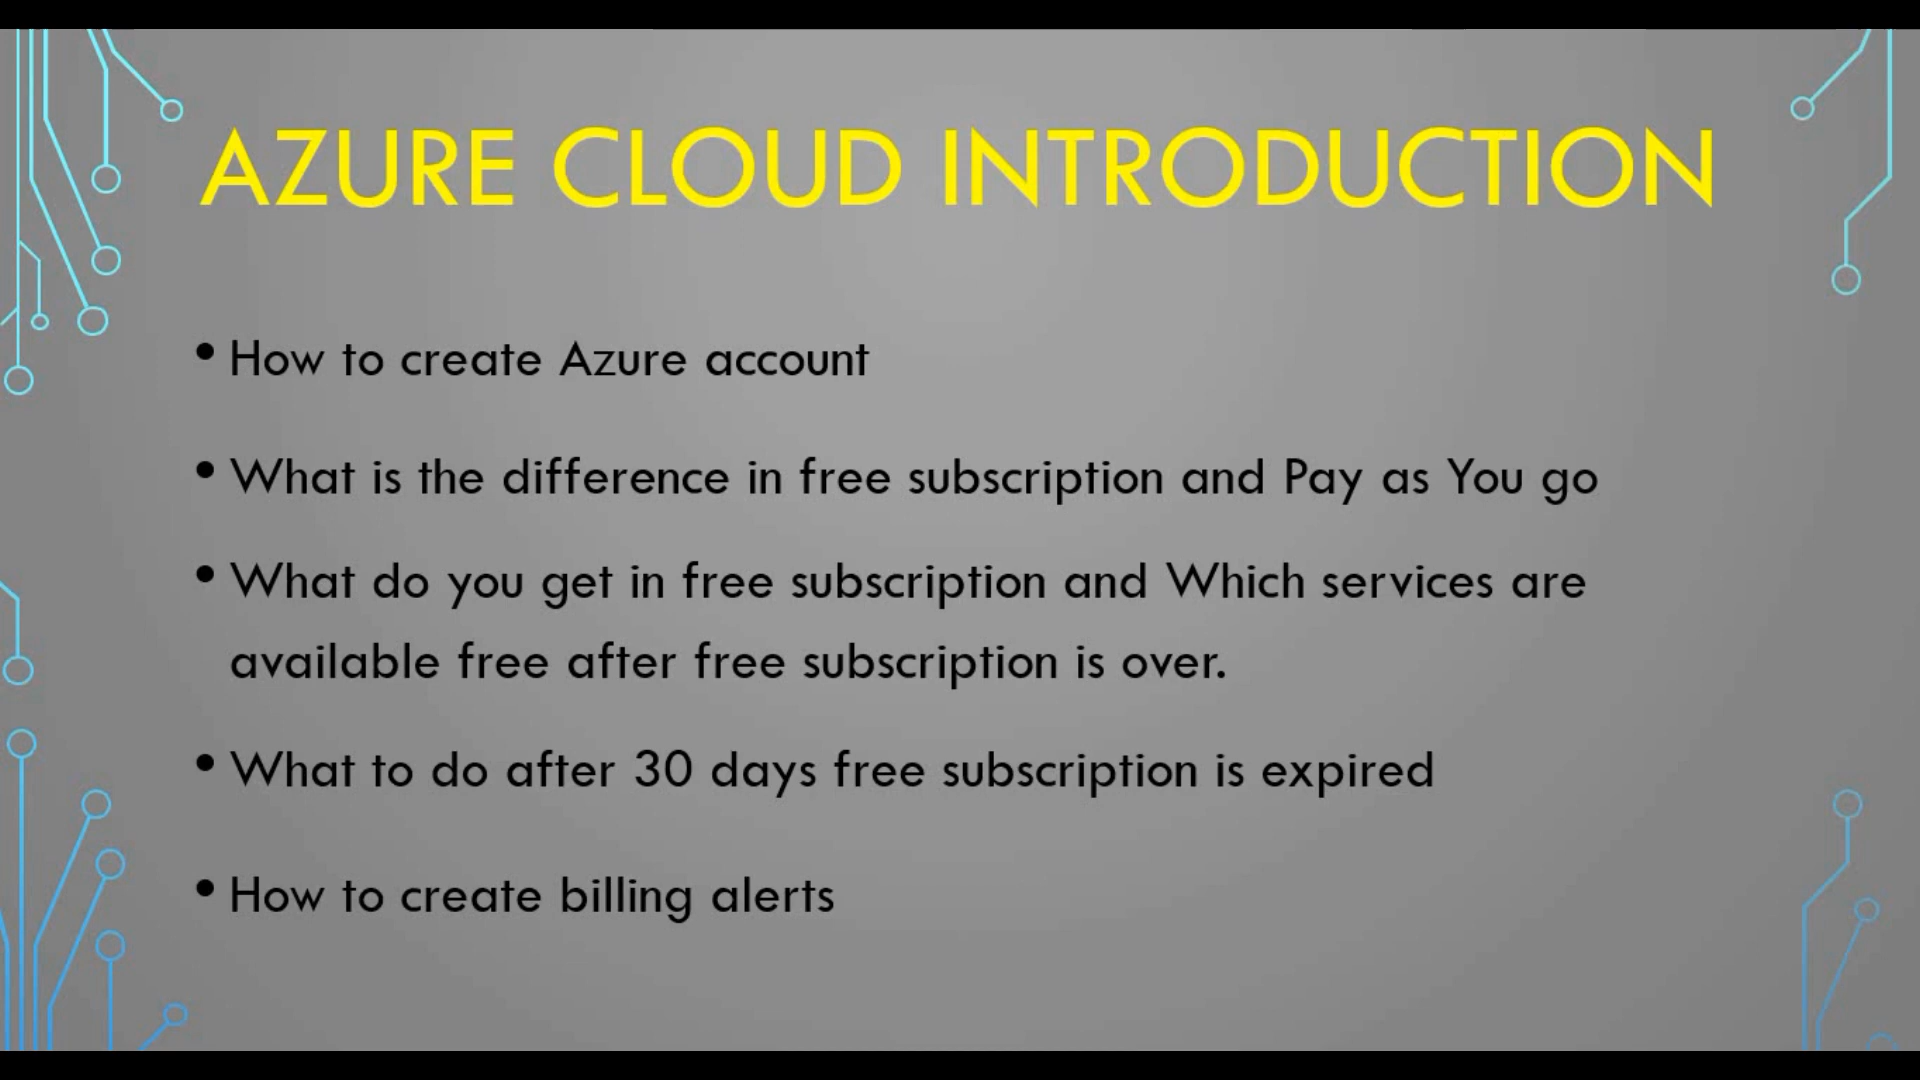 AZURE CLOUD INTRODUCTION
• How to create Azure account
• What is the difference in free subscription and Pay as You go
• What do you get in free subscription and Which services are
available free after free subscription is over.
• What to do after 30 days free subscription is expired
• How to create billing alerts